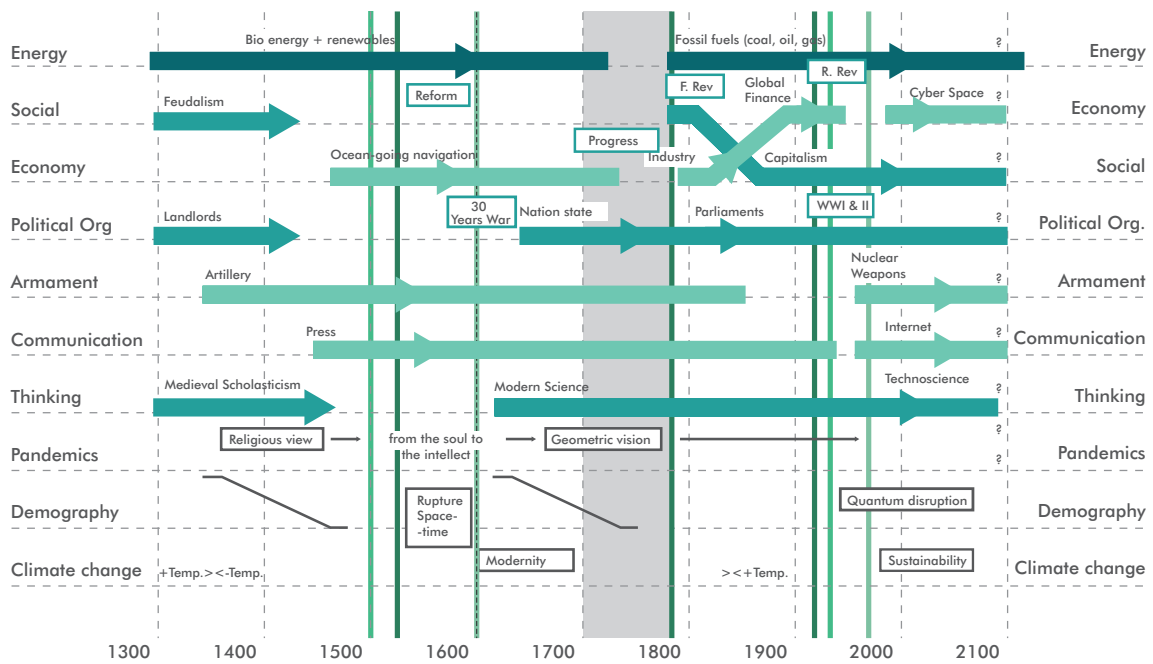 Bio energy + renewables
Fossil fuels (coal, oil, gas)
?
Energy
Energy
R. Rev
F. Rev
Reform
Global
Finance
Cyber Space
?
Feudalism
Social
Economy
Progress
Ocean-going navigation
Industry
Capitalism
?
Economy
Social
30
Years War
Nation state
Parliaments
WWI & II
Landlords
?
Political Org
Political Org.
Nuclear
Weapons
Artillery
?
Armament
Armament
Press
Internet
?
Communication
Communication
Medieval Scholasticism
Modern Science
Technoscience
?
Thinking
Thinking
Religious view
from the soul to
the intellect
Geometric vision
?
?
Pandemics
Pandemics
Rupture
Space-
-time
Quantum disruption
Demography
Demography
Modernity
Sustainability
Climate change
+Temp.><-Temp.
><+Temp.
Climate change
1300
1400
1500
1600
1700
1800
1900
2000
2100